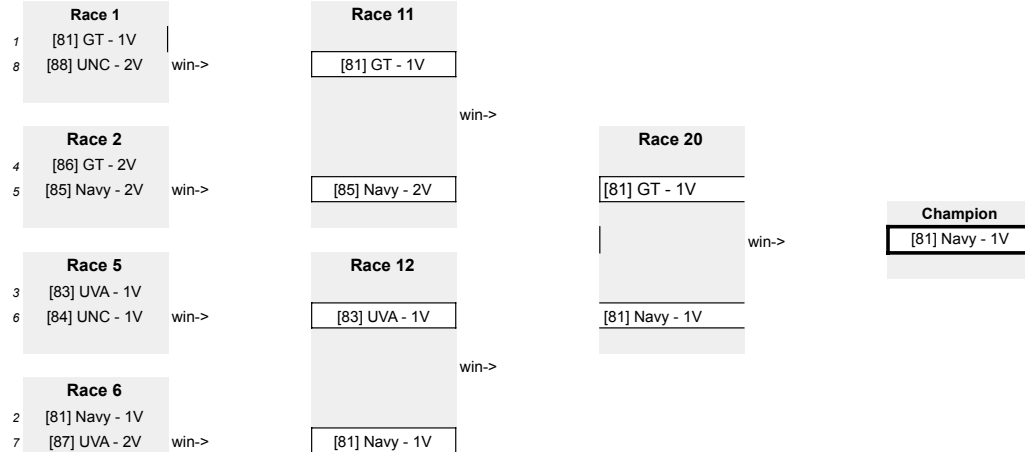 Race 1
1 [81] GT - 1V
8 [88] UNC - 2V win->
Race 2
4 [86] GT - 2V
5 [85] Navy - 2V win->
Race 5
3 [83] UVA - 1V
6 [84] UNC - 1V win->
Race 6
2 [81] Navy - 1V
7 [87] UVA - 2V win->
Race 11
[81] GT - 1V
win->
[85] Navy - 2V
Race 12
[83] UVA - 1V
win->
[81] Navy - 1V
Race 20
[81] GT - 1V
win->
[81] Navy - 1V
Champion
[81] Navy - 1V